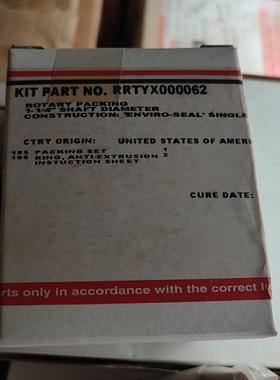 KIT PART NO. RRTYX000062
ROTARY PACKING
1-1/4" SHAFT DIAMETER
CONSTRUCTION: 'ENVIRO-SEAL' SINGLE
CTRY ORIGIN: UNITED STATES OF AMERI
195 PACKING SET 1
196 RING, ANTI-EXTRUSION 2
INSTUCTION SHEET
CURE DATE:
rts only in accordance with the correct I